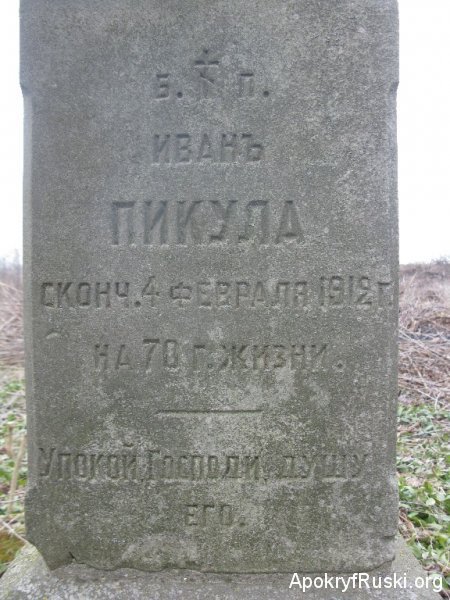 Б. П.
ИВАНЪ
ПИКУЛА
СКОНЧ. 4 ФЕВРАЛЯ 1912 Г.
НА 70 Г. ЖИЗНИ.
Упокой, Господи, душу
его.
ApokryfRuski.org